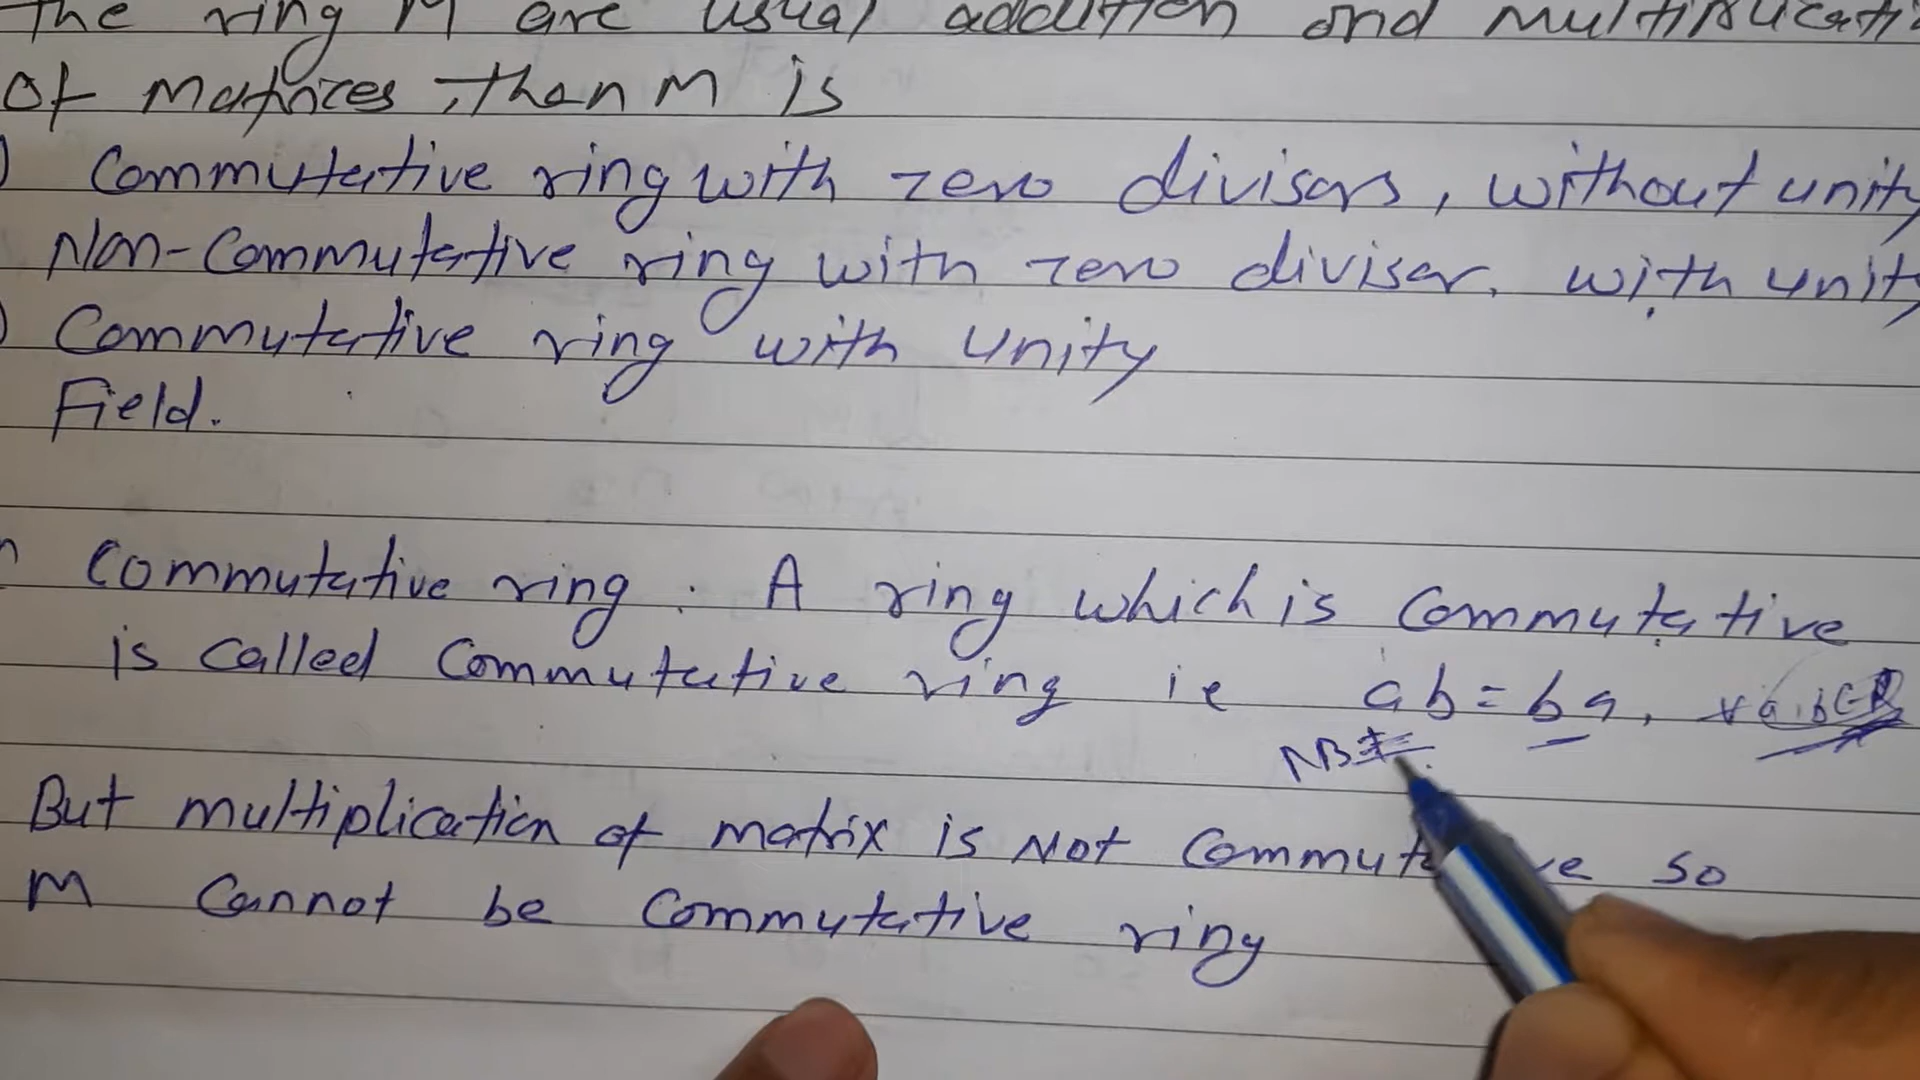 The ring M are usual addition and multiplicati
of matrices, then M is
) Commutative ring with zero divisors, without unity
Non-Commutative ring with zero divisor. with unity
) Commutative ring with unity
Field.
Commutative ring : A ring which is Commutative
is called Commutative ring ie ab = ba, ∀ a,b∈R
AB ≠
But multiplication of matrix is Not Commut ve so
M Cannot be Commutative ring